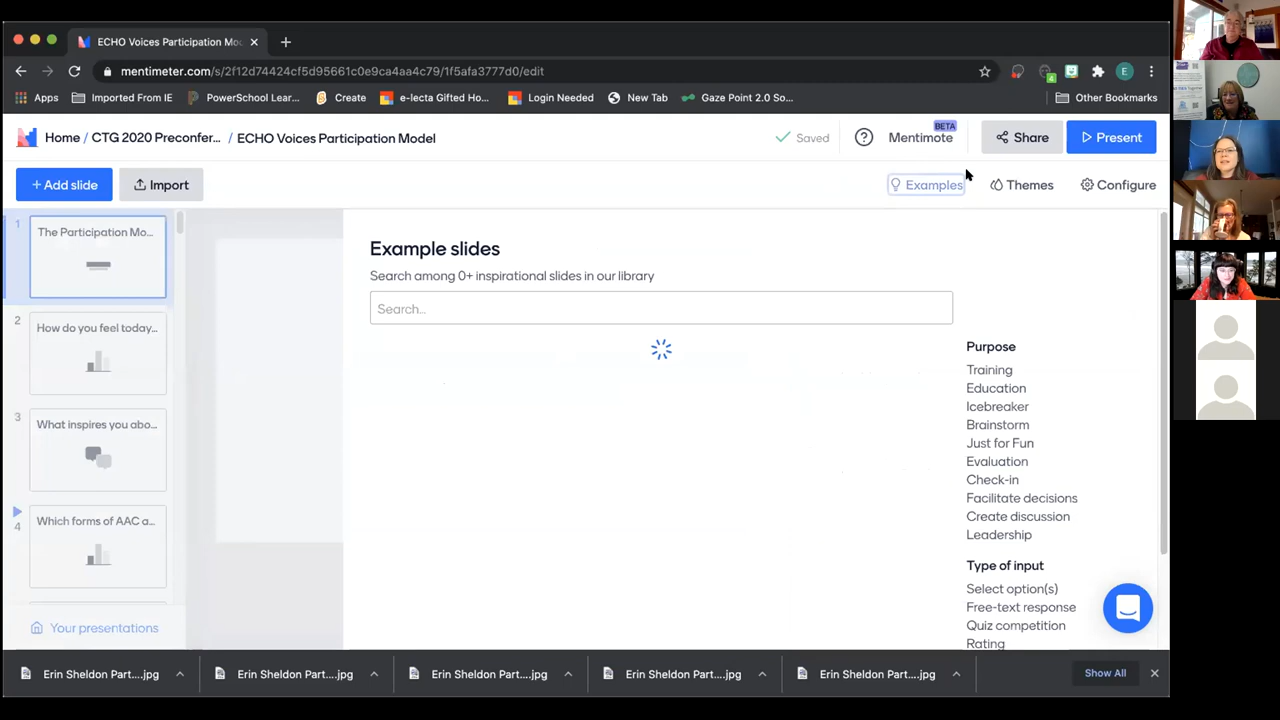 ECHO Voices Participation Mo
mentimeter.com/s/2f12d74424cf5d95661c0e9ca4aa4c79/1f5afa3777d0/edit
4
E
Apps Imported From IE PowerSchool Lear... Create e-lecta Gifted Ho... Login Needed New Tab Gaze Point 2.0 So... Other Bookmarks
Home / CTG 2020 Preconfer... / ECHO Voices Participation Model
Saved
Mentimote
BETA
Share
Present
+ Add slide
Import
Examples
Themes
Configure
1
The Participation Mo...
2
How do you feel today...
3
What inspires you abo...
4
Which forms of AAC a...
Your presentations
Example slides
Search among 0+ inspirational slides in our library
Search...
Purpose
Training
Education
Icebreaker
Brainstorm
Just for Fun
Evaluation
Check-in
Facilitate decisions
Create discussion
Leadership
Type of input
Select option(s)
Free-text response
Quiz competition
Rating
Erin Sheldon Part....jpg
Erin Sheldon Part....jpg
Erin Sheldon Part....jpg
Erin Sheldon Part....jpg
Erin Sheldon Part....jpg
Show All